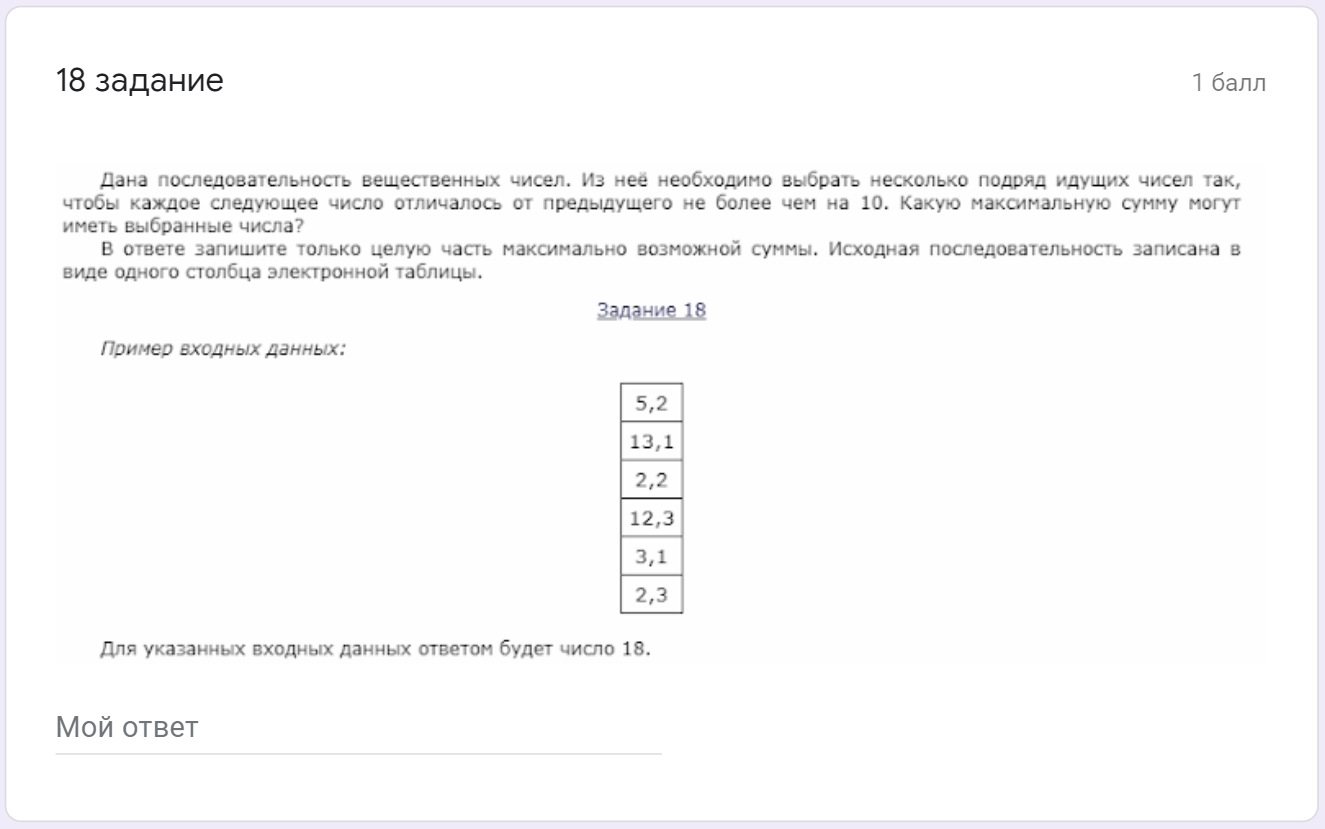 18 задание
1 балл
Дана последовательность вещественных чисел. Из неё необходимо выбрать несколько подряд идущих чисел так,
чтобы каждое следующее число отличалось от предыдущего не более чем на 10. Какую максимальную сумму могут
иметь выбранные числа?
В ответе запишите только целую часть максимально возможной суммы. Исходная последовательность записана в
виде одного столбца электронной таблицы.
Задание 18
Пример входных данных:
5,2
13,1
2,2
12,3
3,1
2,3
Для указанных входных данных ответом будет число 18.
Мой ответ